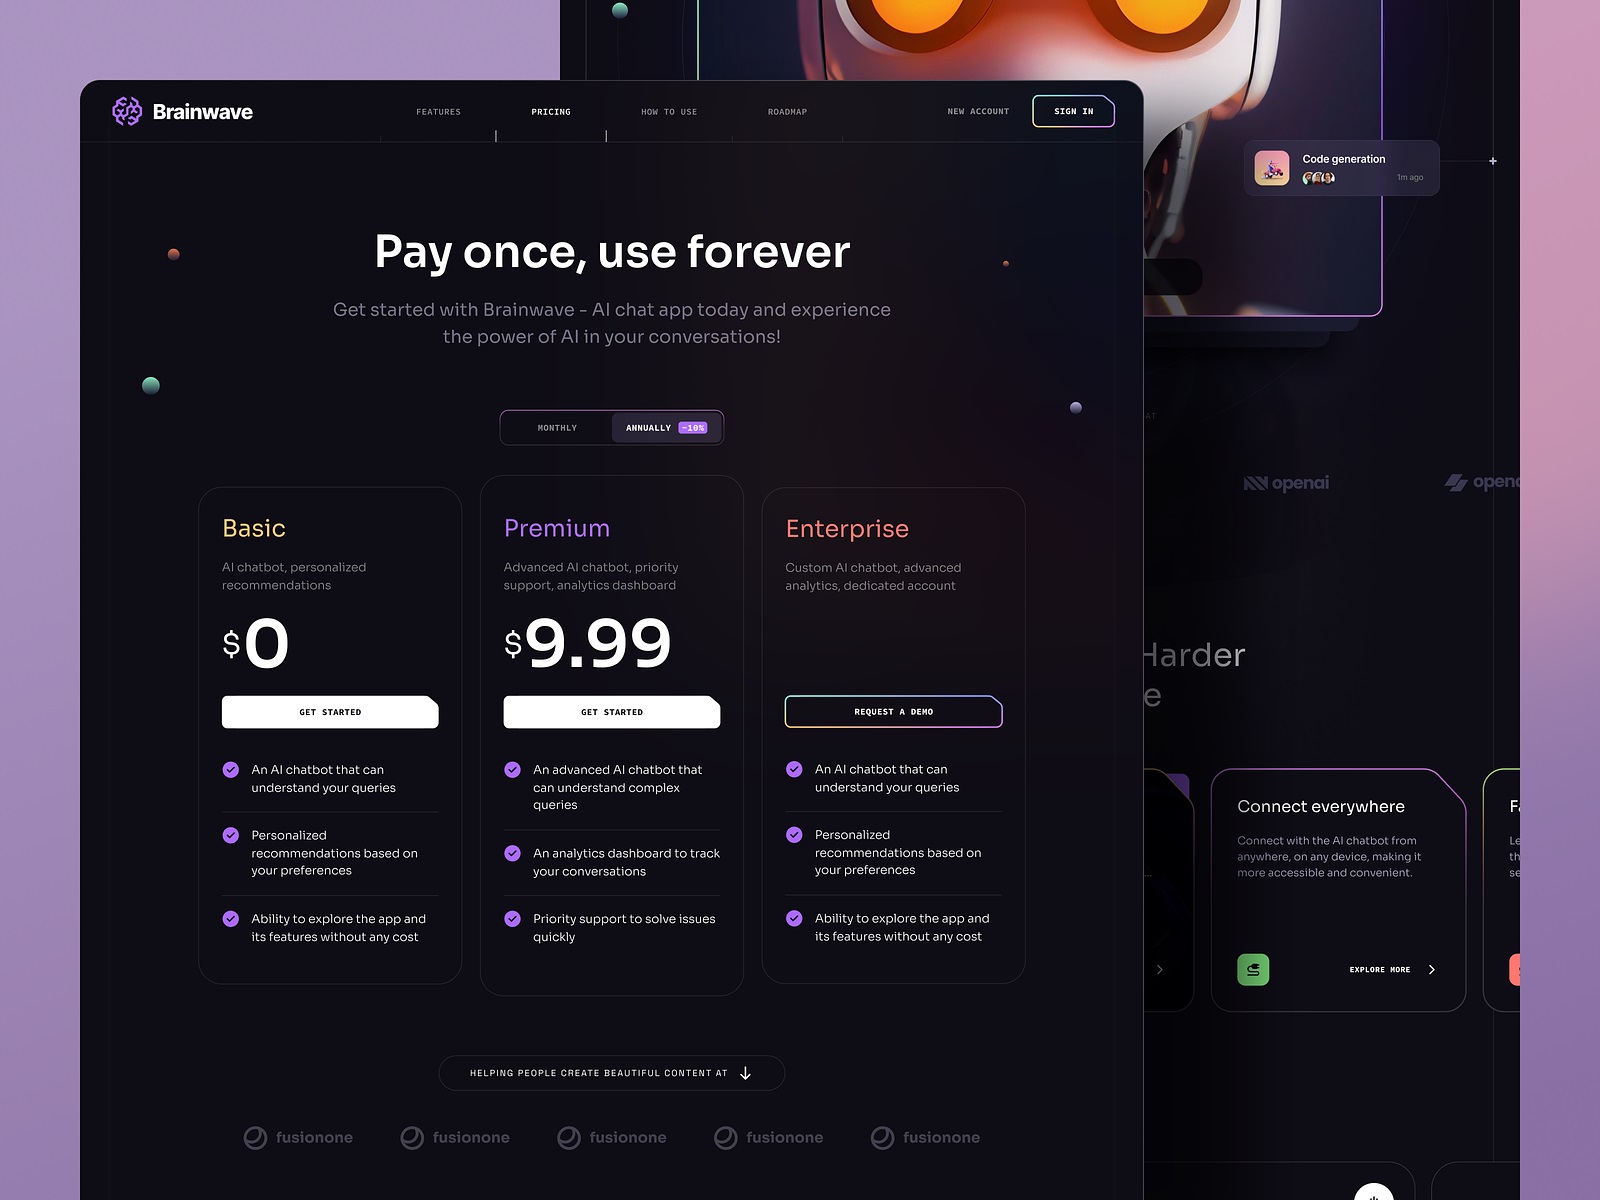 Brainwave
FEATURES
PRICING
HOW TO USE
ROADMAP
NEW ACCOUNT
SIGN IN
Pay once, use forever
Get started with Brainwave - AI chat app today and experience
the power of AI in your conversations!
MONTHLY
ANNUALLY -10%
Basic
AI chatbot, personalized
recommendations
$0
GET STARTED
An AI chatbot that can
understand your queries
Personalized
recommendations based on
your preferences
Ability to explore the app and
its features without any cost
Premium
Advanced AI chatbot, priority
support, analytics dashboard
$9.99
GET STARTED
An advanced AI chatbot that
can understand complex
queries
An analytics dashboard to track
your conversations
Priority support to solve issues
quickly
Enterprise
Custom AI chatbot, advanced
analytics, dedicated account
REQUEST A DEMO
An AI chatbot that can
understand your queries
Personalized
recommendations based on
your preferences
Ability to explore the app and
its features without any cost
HELPING PEOPLE CREATE BEAUTIFUL CONTENT AT
fusionone
fusionone
fusionone
fusionone
fusionone
Code generation
1m ago
AT
openai
Harder
e
Connect everywhere
Connect with the AI chatbot from
anywhere, on any device, making it
more accessible and convenient.
EXPLORE MORE